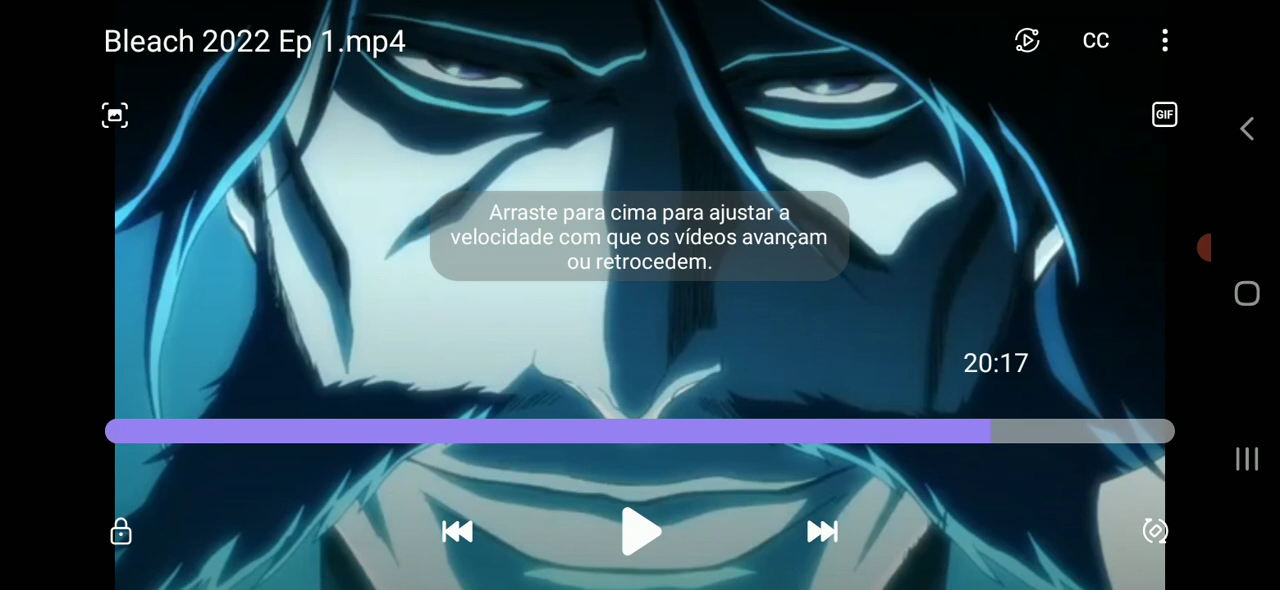 Bleach 2022 Ep 1.mp4
CC
GIF
Arraste para cima para ajustar a
velocidade com que os vídeos avançam
ou retrocedem.
20:17